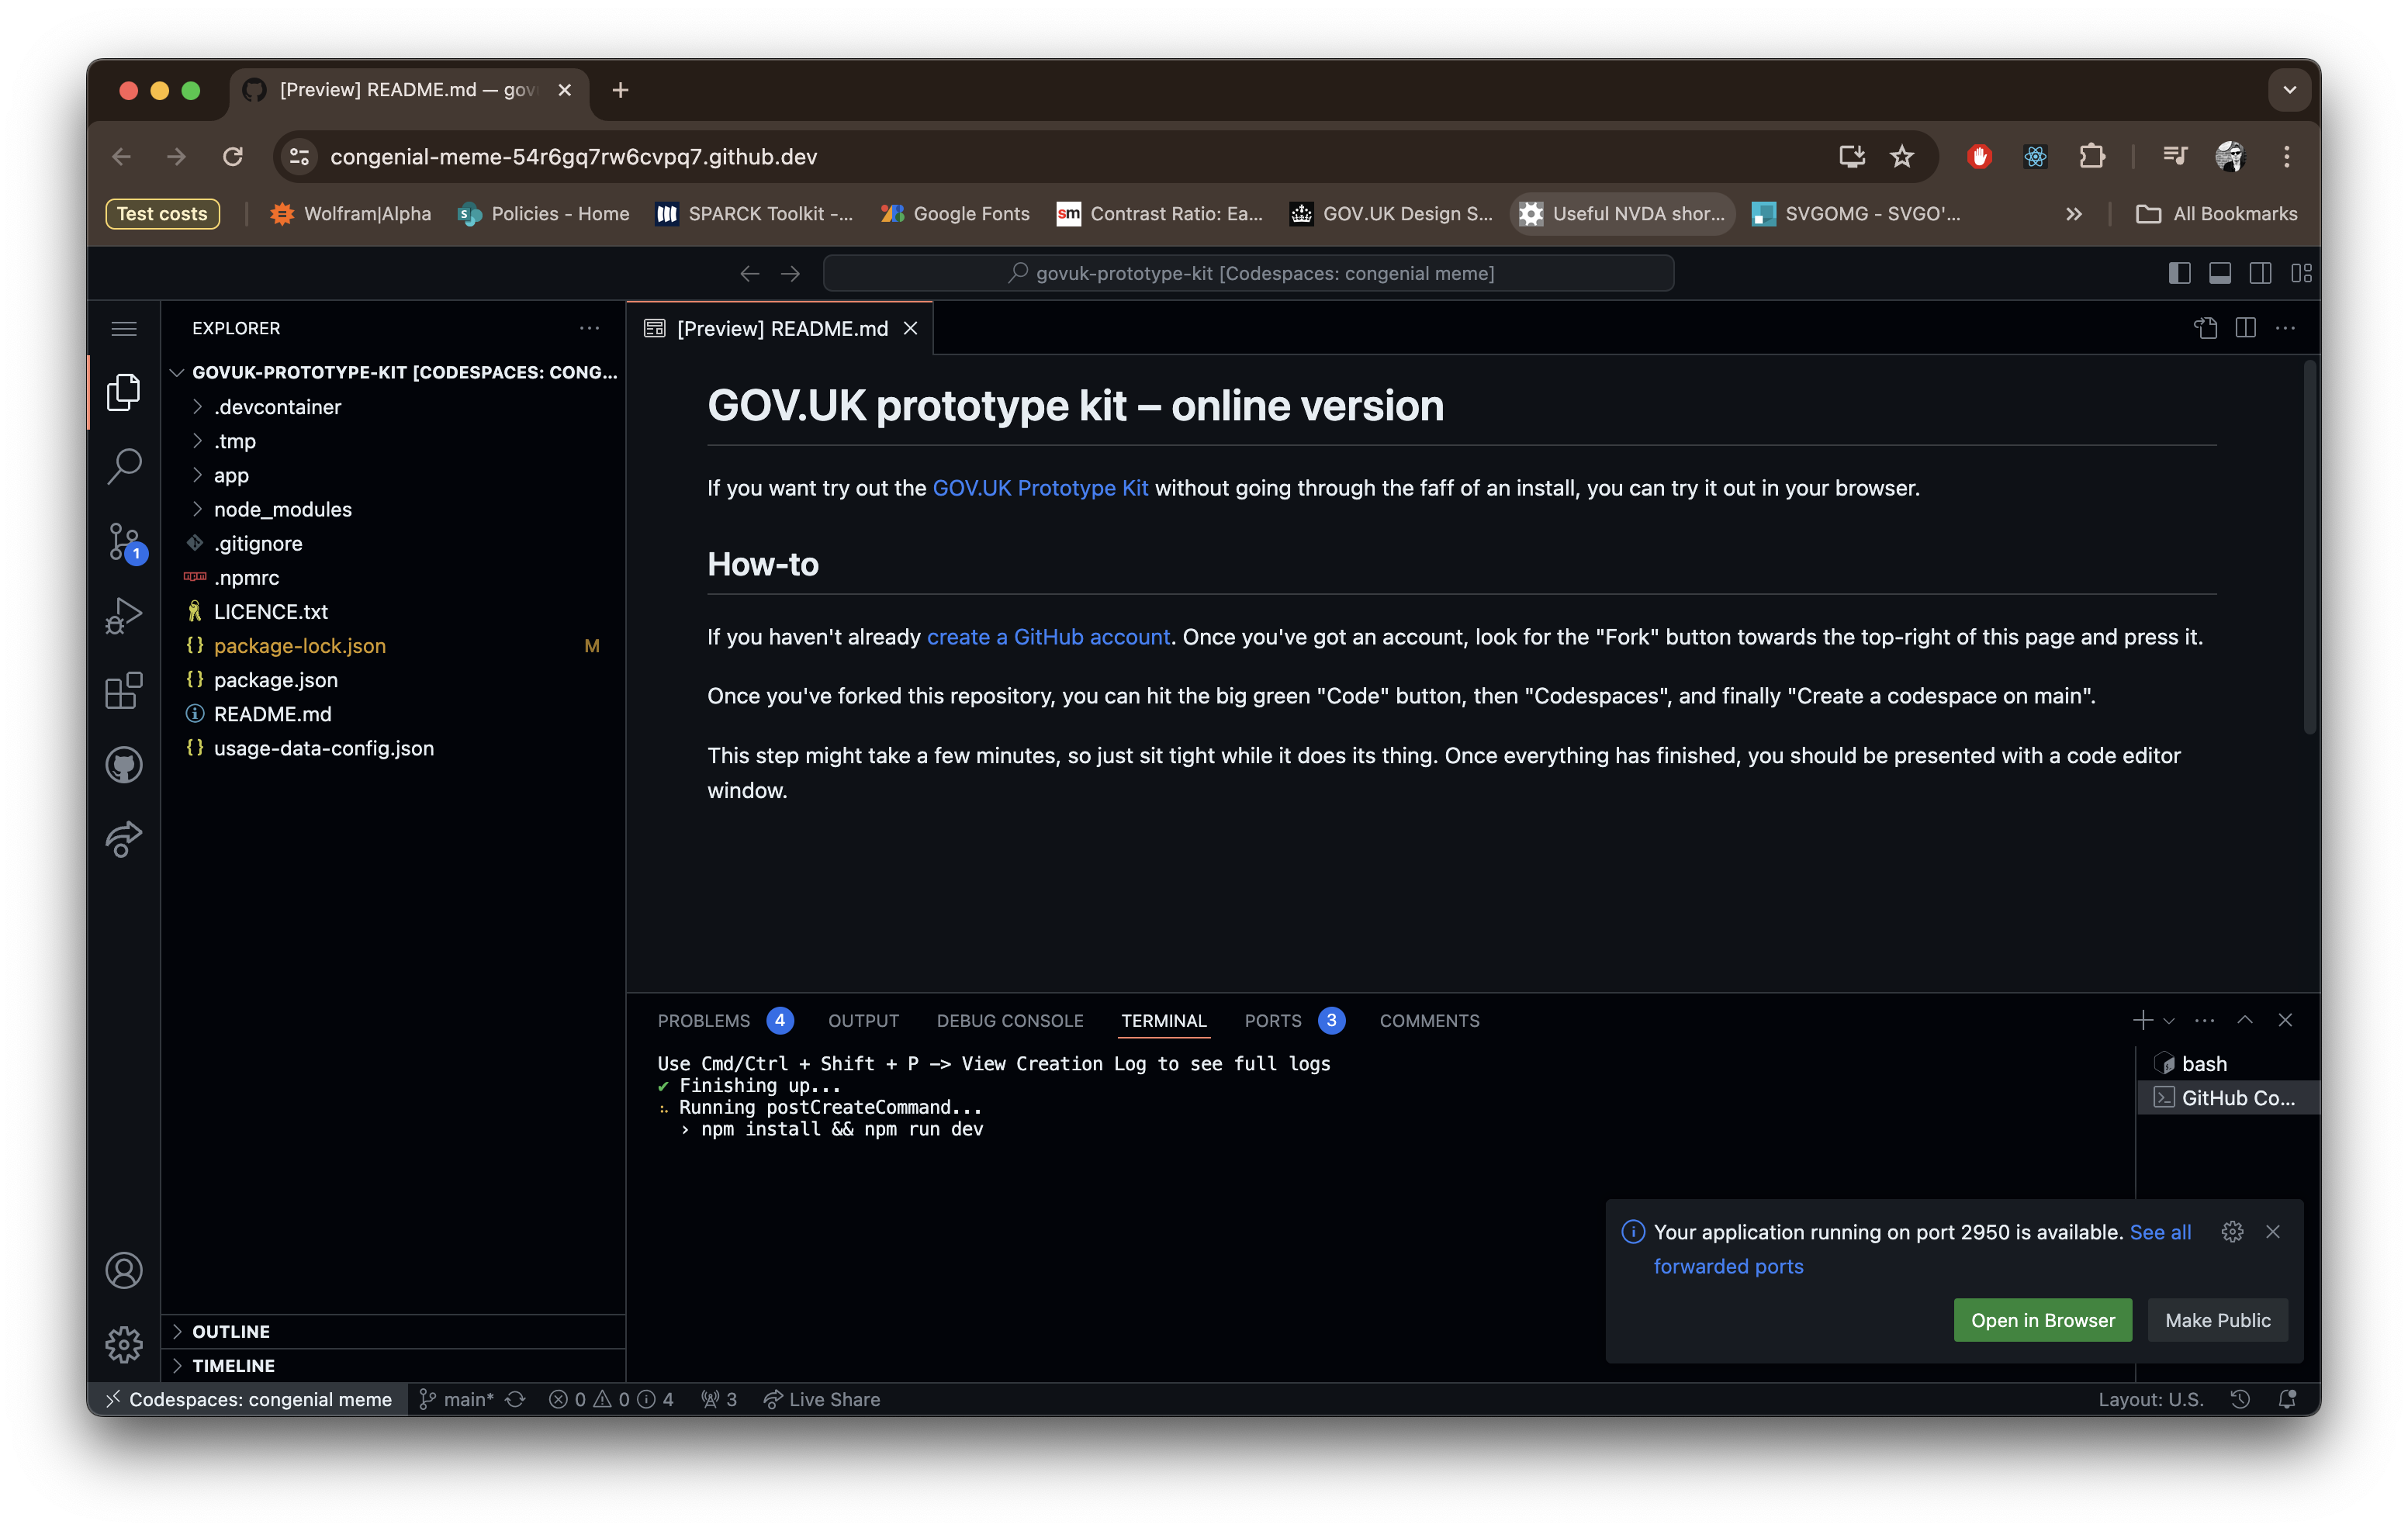 [Preview] README.md — gov
congenial-meme-54r6gq7rw6cvpq7.github.dev
Test costs
Wolfram|Alpha
Policies - Home
SPARCK Toolkit -...
Google Fonts
sm
Contrast Ratio: Ea...
GOV.UK Design S...
Useful NVDA shor...
SVGOMG - SVGO'...
All Bookmarks
govuk-prototype-kit [Codespaces: congenial meme]
EXPLORER
GOVUK-PROTOTYPE-KIT [CODESPACES: CONG...
.devcontainer
.tmp
app
node_modules
.gitignore
.npmrc
LICENCE.txt
package-lock.json M
package.json
README.md
usage-data-config.json
1
OUTLINE
TIMELINE
[Preview] README.md
GOV.UK prototype kit – online version
If you want try out the GOV.UK Prototype Kit without going through the faff of an install, you can try it out in your browser.
How-to
If you haven't already create a GitHub account. Once you've got an account, look for the "Fork" button towards the top-right of this page and press it.
Once you've forked this repository, you can hit the big green "Code" button, then "Codespaces", and finally "Create a codespace on main".
This step might take a few minutes, so just sit tight while it does its thing. Once everything has finished, you should be presented with a code editor
window.
PROBLEMS 4 OUTPUT DEBUG CONSOLE TERMINAL PORTS 3 COMMENTS
Use Cmd/Ctrl + Shift + P -> View Creation Log to see full logs
✔ Finishing up...
⠦ Running postCreateCommand...
› npm install && npm run dev
bash
GitHub Co...
Your application running on port 2950 is available. See all
forwarded ports
Open in Browser
Make Public
Codespaces: congenial meme
main*
0 0 4
3
Live Share
Layout: U.S.